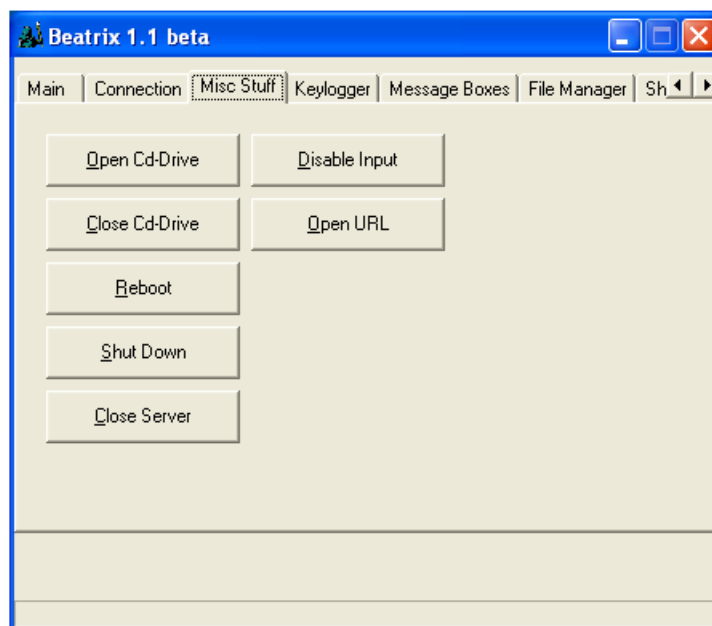 Beatrix 1.1 beta
Main Connection Misc Stuff Keylogger Message Boxes File Manager Sh
Open Cd-Drive Disable Input
Close Cd-Drive Open URL
Reboot
Shut Down
Close Server